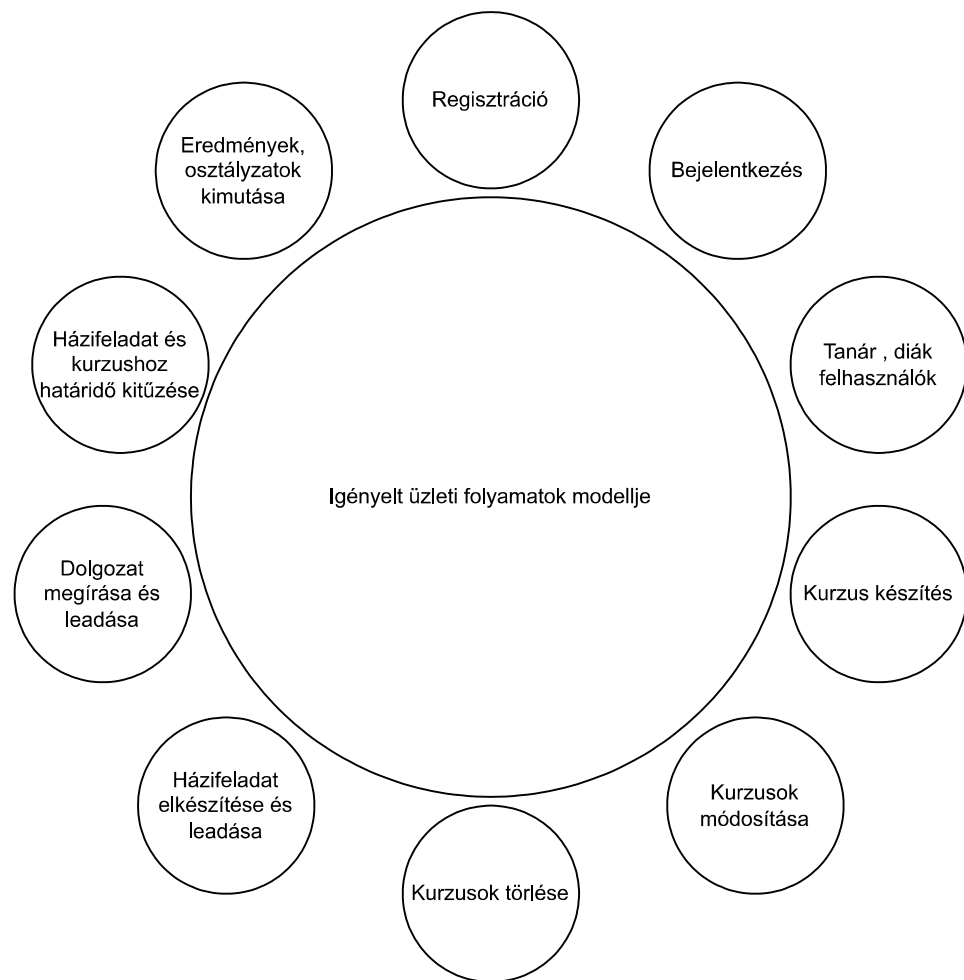 Regisztráció
Bejelentkezés
Tanár , diák
felhasználók
Kurzus készítés
Kurzusok
módosítása
Kurzusok törlése
Házifeladat
elkészítése és
leadása
Dolgozat
megírása és
leadása
Házifeladat és
kurzushoz
határidő kitűzése
Eredmények,
osztályzatok
kimutása
Igényelt üzleti folyamatok modellje